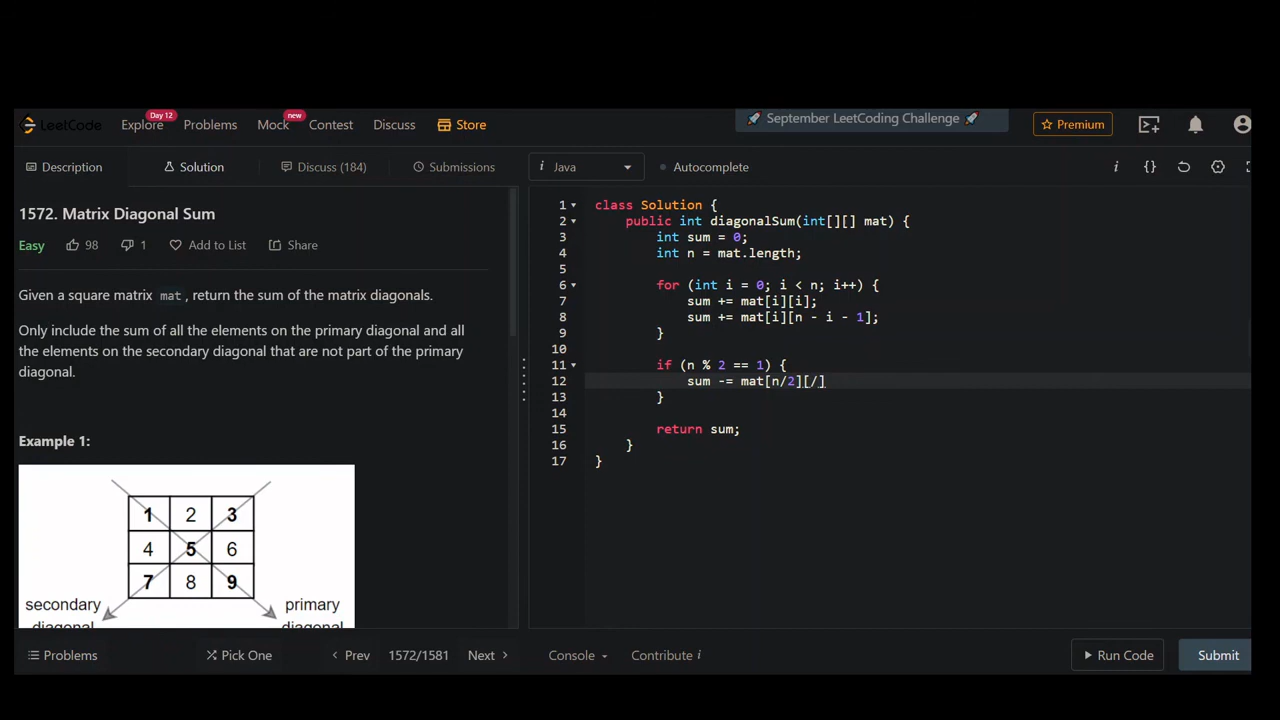 Day 12
new
LeetCode Explore Problems Mock Contest Discuss Store
🚀 September LeetCoding Challenge 🚀
Premium
Description Solution Discuss (184) Submissions
i Java Autocomplete i {}
1572. Matrix Diagonal Sum
Easy 98 1 Add to List Share
Given a square matrix mat, return the sum of the matrix diagonals.
Only include the sum of all the elements on the primary diagonal and all
the elements on the secondary diagonal that are not part of the primary
diagonal.
Example 1:
1 2 3
4 5 6
7 8 9
secondary primary
diagonal diagonal
1 class Solution {
2 public int diagonalSum(int[][] mat) {
3 int sum = 0;
4 int n = mat.length;
5
6 for (int i = 0; i < n; i++) {
7 sum += mat[i][i];
8 sum += mat[i][n - i - 1];
9 }
10
11 if (n % 2 == 1) {
12 sum -= mat[n/2][/]
13 }
14
15 return sum;
16 }
17 }
Problems Pick One < Prev 1572/1581 Next > Console Contribute i Run Code Submit